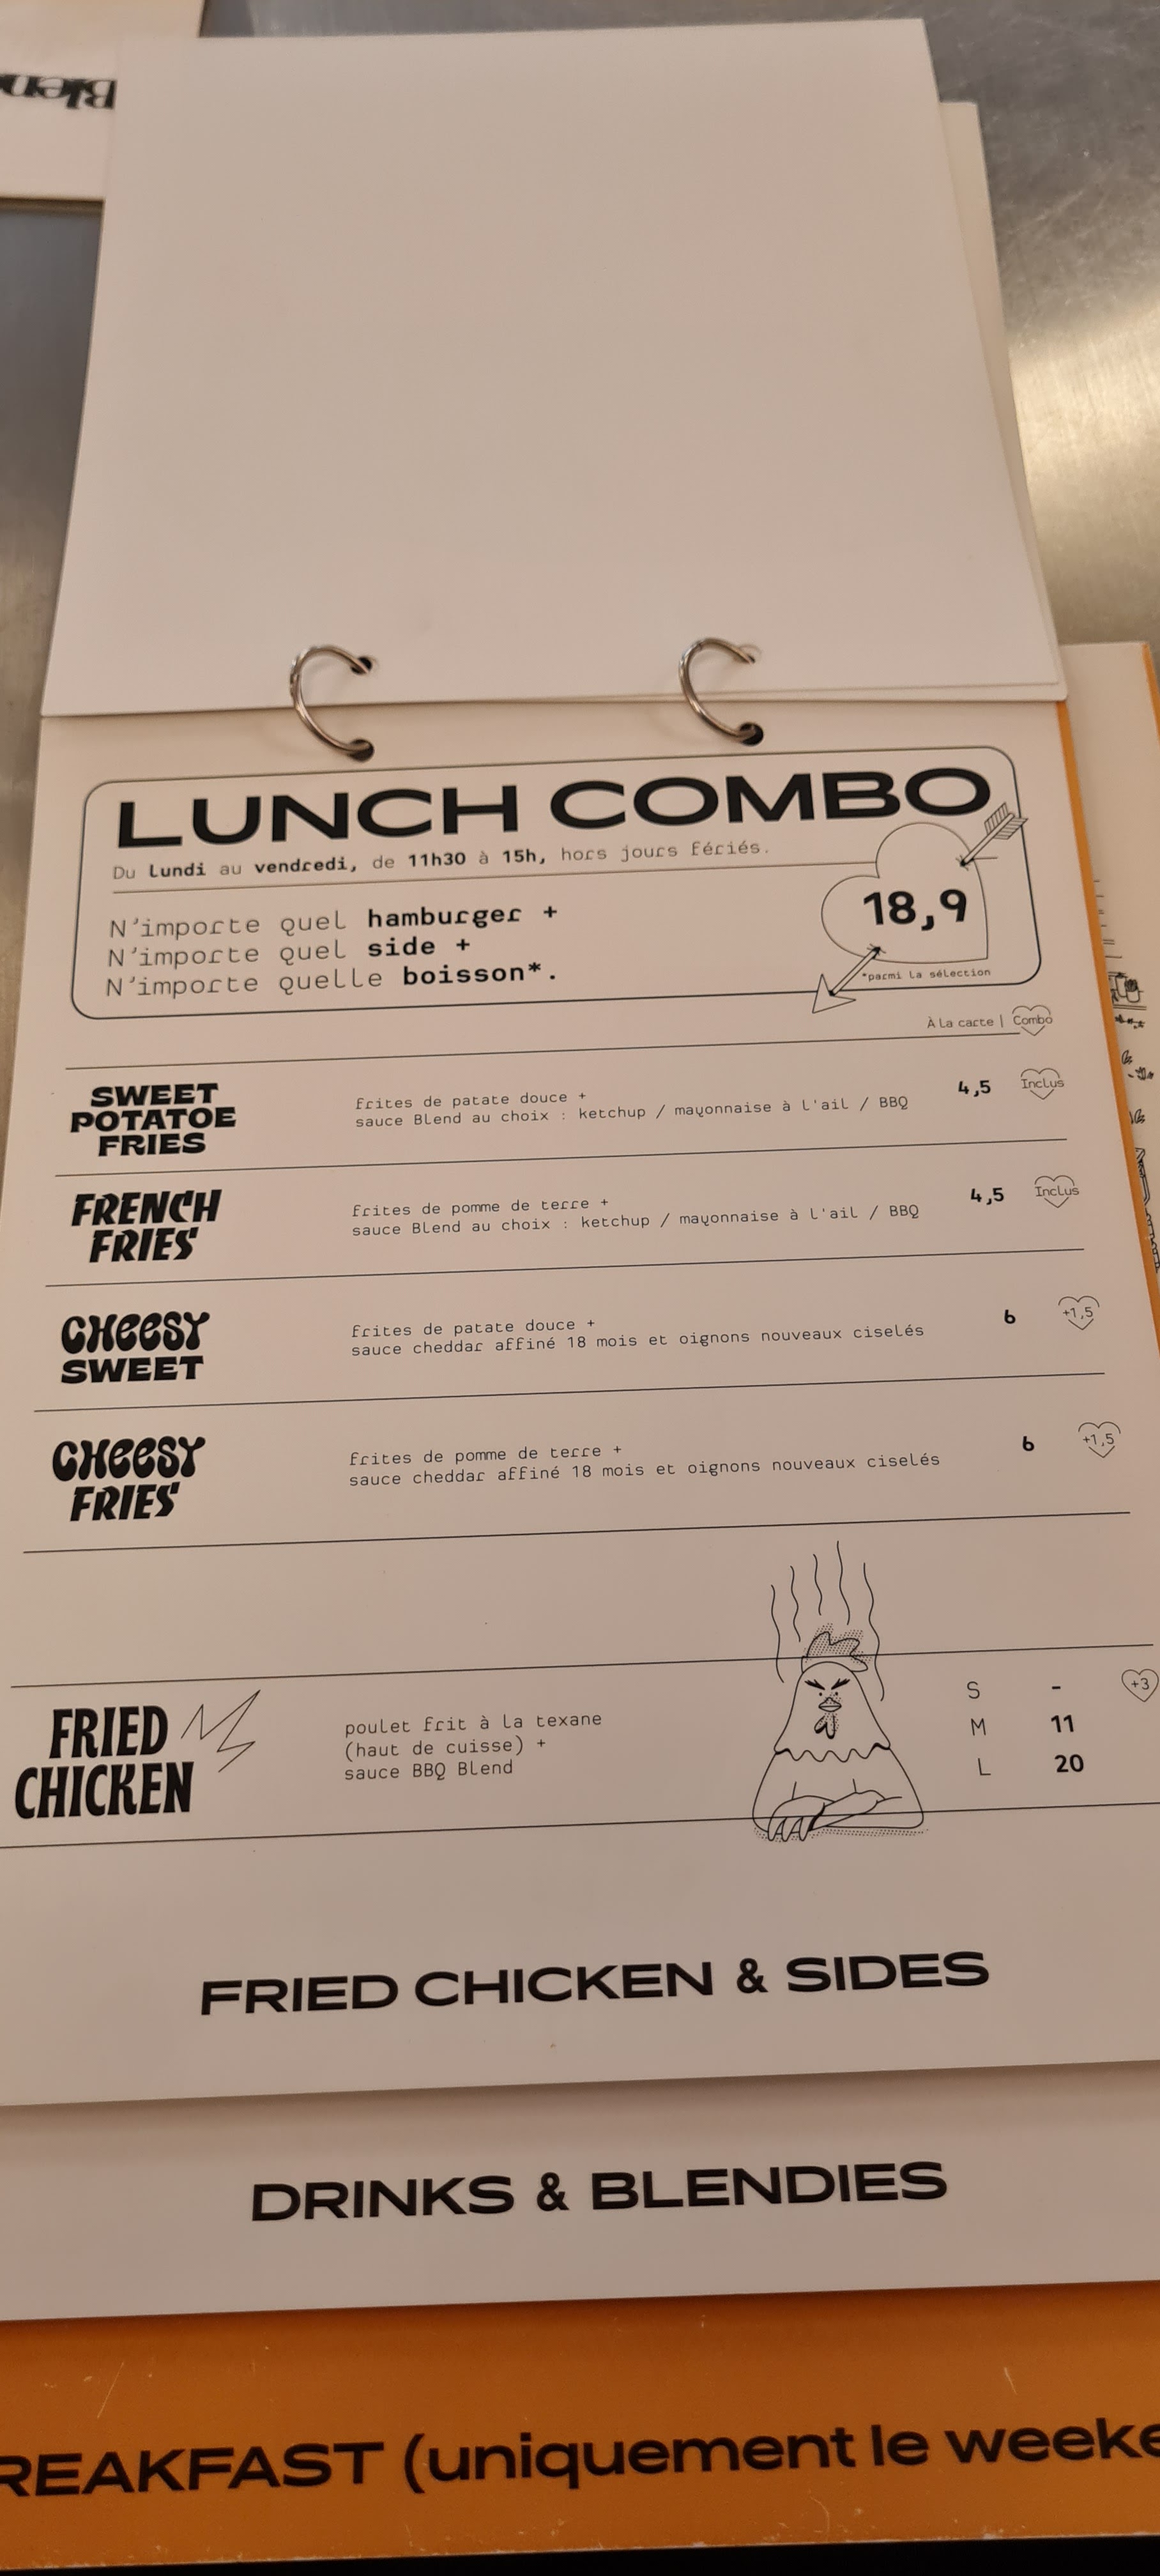 Blen
LUNCH COMBO
Du lundi au vendredi, de 11h30 à 15h, hors jours fériés.
N'importe quel hamburger +
N'importe quel side +
N'importe quelle boisson*.
18,9
*parmi la sélection
À la carte | Combo
SWEET
POTATOE
FRIES
frites de patate douce +
sauce Blend au choix : ketchup / mayonnaise à l'ail / BBQ
4,5 Inclus
FRENCH
FRIES
frites de pomme de terre +
sauce Blend au choix : ketchup / mayonnaise à l'ail / BBQ
4,5 Inclus
CHEESY
SWEET
frites de patate douce +
sauce cheddar affiné 18 mois et oignons nouveaux ciselés
6 +1,5
CHEESY
FRIES
frites de pomme de terre +
sauce cheddar affiné 18 mois et oignons nouveaux ciselés
6 +1,5
FRIED
CHICKEN
poulet frit à la texane
(haut de cuisse) +
sauce BBQ Blend
S - +3
M 11
L 20
FRIED CHICKEN & SIDES
DRINKS & BLENDIES
REAKFAST (uniquement le weeke